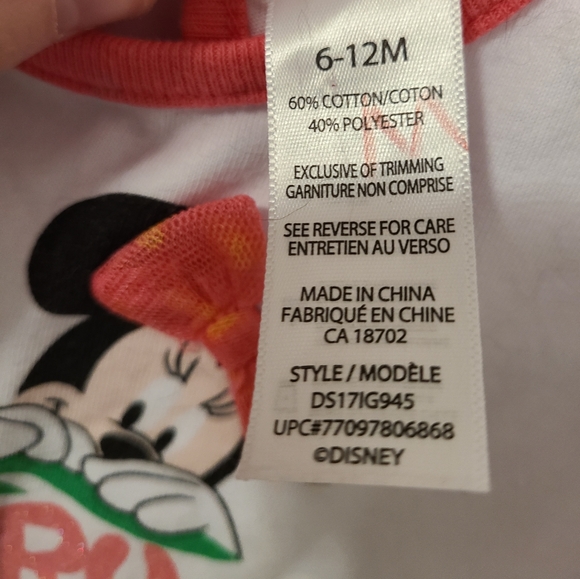 6-12M
60% COTTON/COTON
40% POLYESTER
EXCLUSIVE OF TRIMMING
GARNITURE NON COMPRISE
SEE REVERSE FOR CARE
ENTRETIEN AU VERSO
MADE IN CHINA
FABRIQUÉ EN CHINE
CA 18702
STYLE / MODÈLE
DS17IG945
UPC#77097806868
©DISNEY